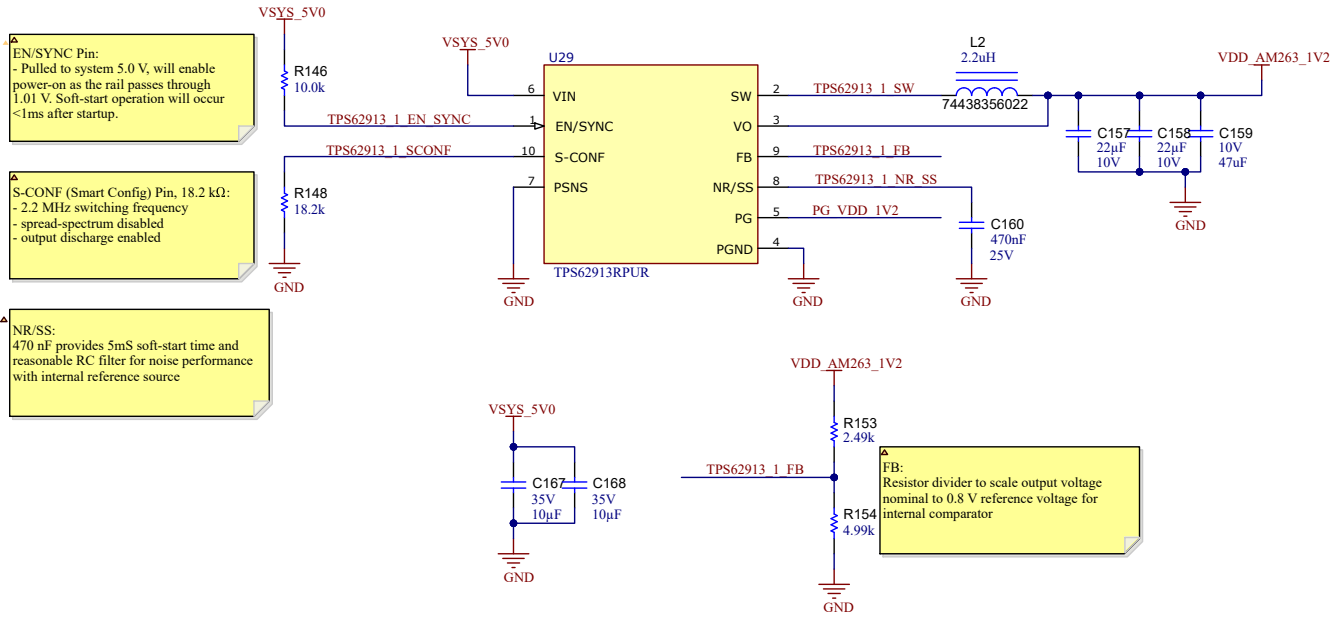 VSYS_5V0
EN/SYNC Pin:
- Pulled to system 5.0 V, will enable
power-on as the rail passes through
1.01 V. Soft-start operation will occur
<1ms after startup.
R146
10.0k
TPS62913_1_EN_SYNC
TPS62913_1_SCONF
S-CONF (Smart Config) Pin, 18.2 kΩ:
- 2.2 MHz switching frequency
- spread-spectrum disabled
- output discharge enabled
R148
18.2k
GND
NR/SS:
470 nF provides 5mS soft-start time and
reasonable RC filter for noise performance
with internal reference source
VSYS_5V0
U29
6 VIN
1 EN/SYNC
10 S-CONF
7 PSNS
SW 2
VO 3
FB 9
NR/SS 8
PG 5
PGND 4
TPS62913RPUR
GND
GND
TPS62913_1_SW
TPS62913_1_FB
TPS62913_1_NR_SS
PG_VDD_1V2
L2
2.2uH
74438356022
VDD_AM263_1V2
C157
22µF
10V
C158
22µF
10V
C159
10V
47uF
GND
C160
470nF
25V
GND
VSYS_5V0
C167
35V
10µF
C168
35V
10µF
GND
VDD_AM263_1V2
R153
2.49k
TPS62913_1_FB
R154
4.99k
GND
FB:
Resistor divider to scale output voltage
nominal to 0.8 V reference voltage for
internal comparator